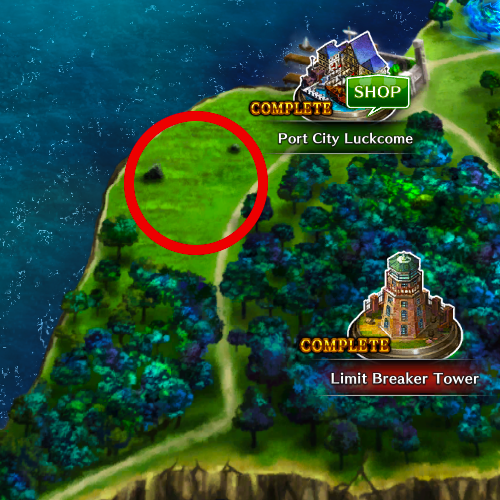 SHOP
COMPLETE
Port City Luckcome
COMPLETE
Limit Breaker Tower